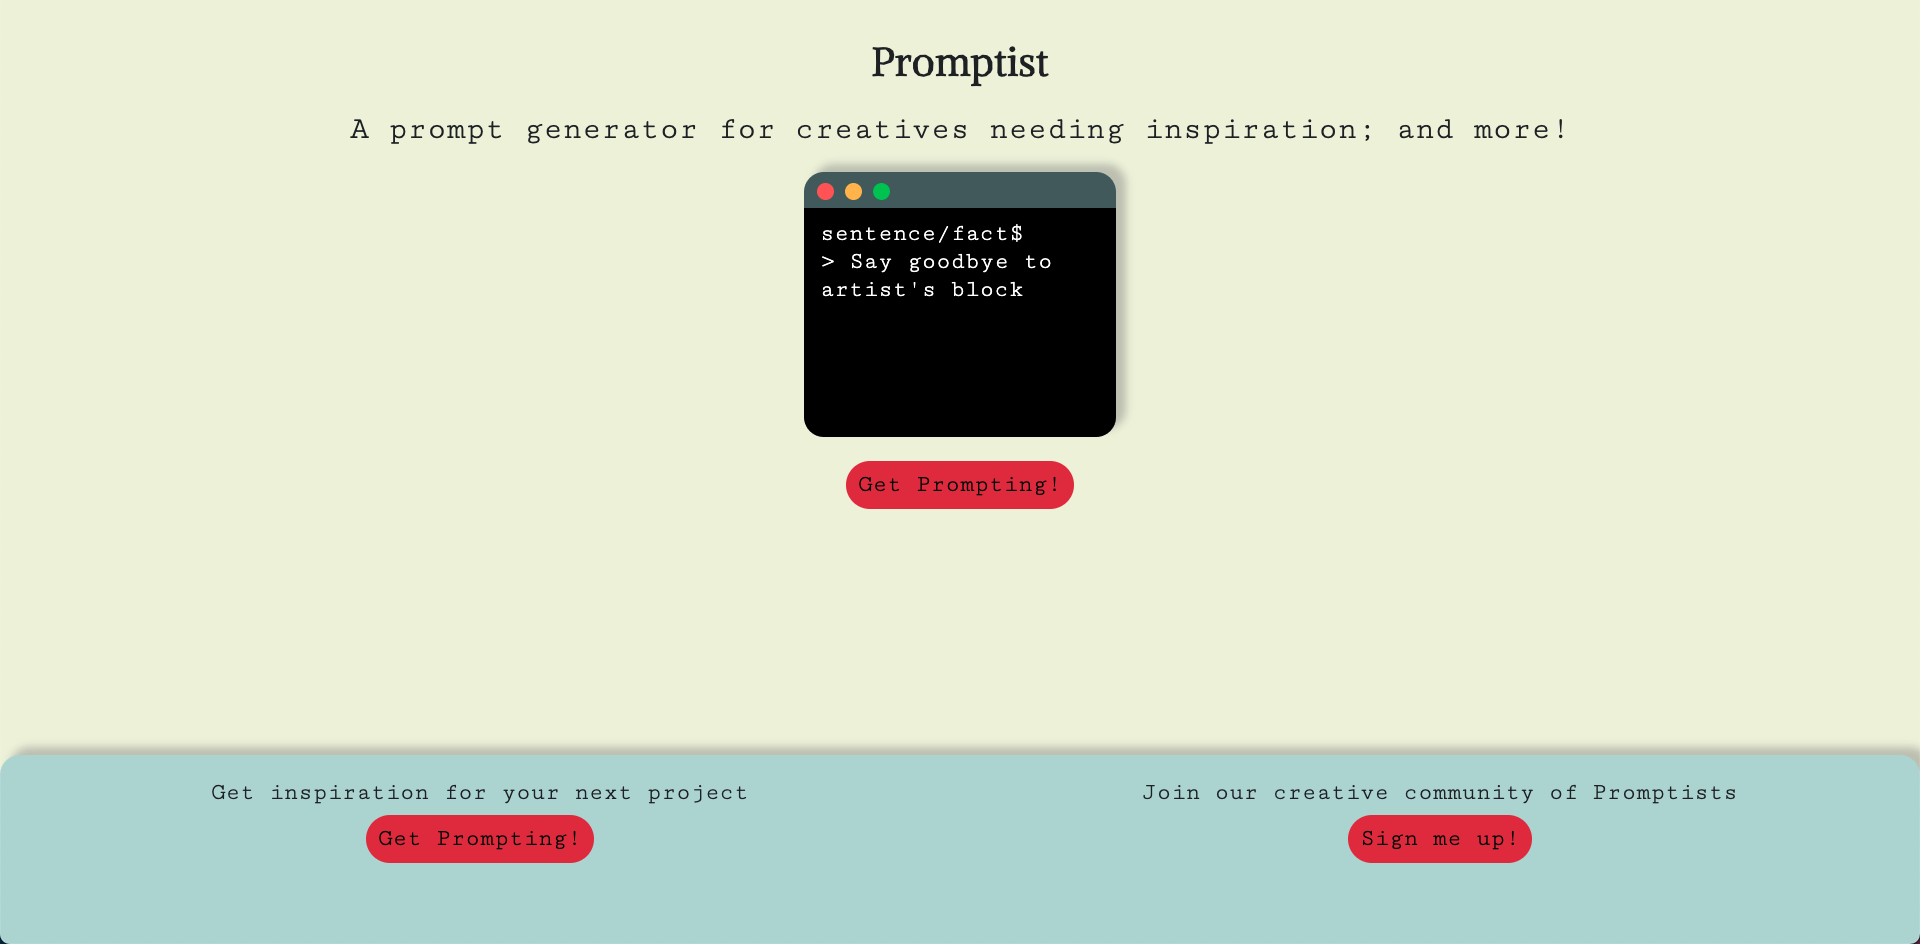 Promptist
A prompt generator for creatives needing inspiration; and more!
sentence/fact$
> Say goodbye to
artist's block
Get Prompting!
Get inspiration for your next project
Get Prompting!
Join our creative community of Promptists
Sign me up!